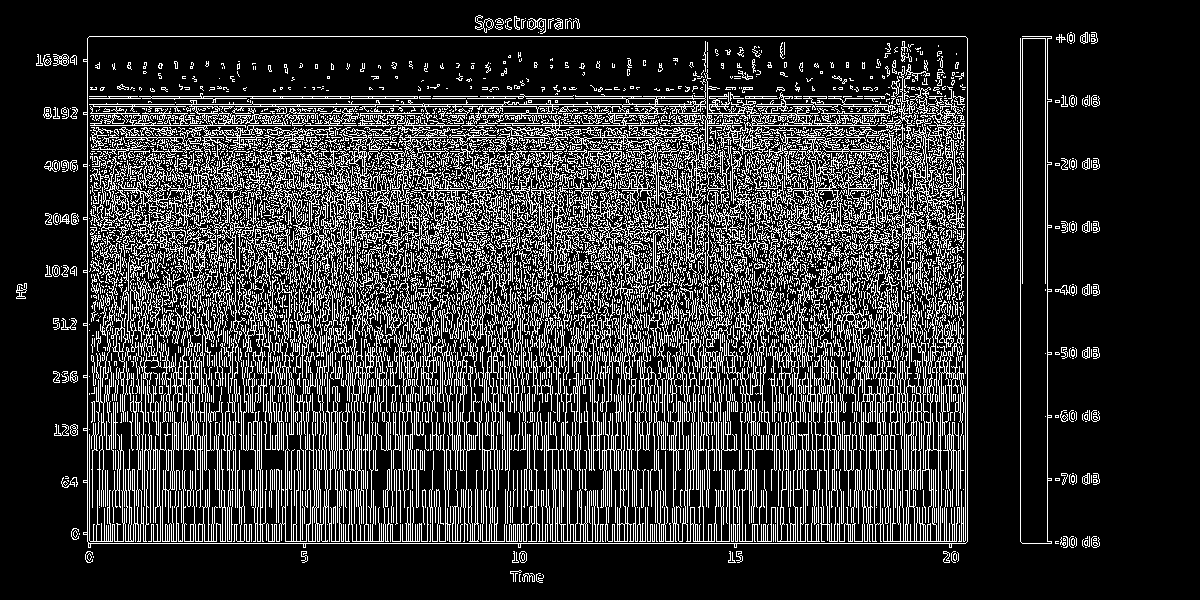 Spectrogram
16384
8192
4096
2048
1024
512
256
128
64
0
Hz
0 5 10 15 20
Time
+0 dB
-10 dB
-20 dB
-30 dB
-40 dB
-50 dB
-60 dB
-70 dB
-80 dB